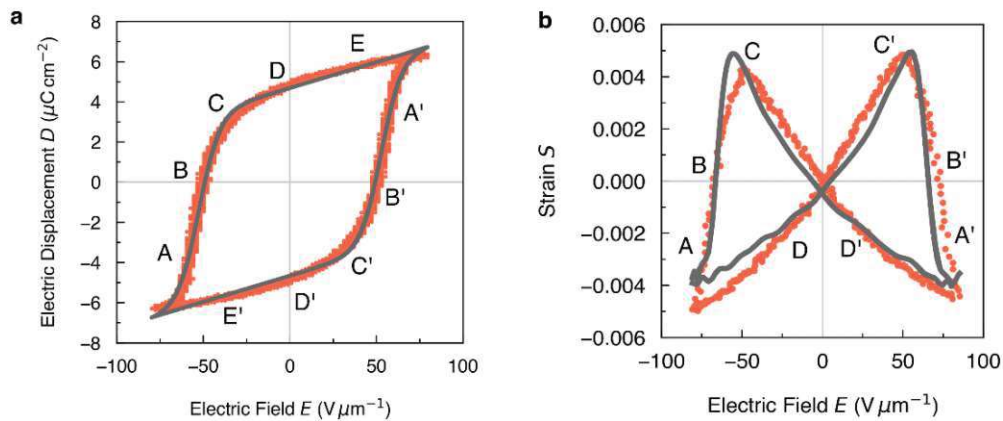 a
8
6
4
2
0
−2
−4
−6
−8
−100
−50
0
50
100
Electric Displacement D (µC cm⁻²)
Electric Field E (V µm⁻¹)
A
B
C
D
E
A'
B'
C'
D'
E'
b
0.006
0.004
0.002
0.000
−0.002
−0.004
−0.006
−100
−50
0
50
100
Strain S
Electric Field E (V µm⁻¹)
A
B
C
D
C'
B'
A'
D'